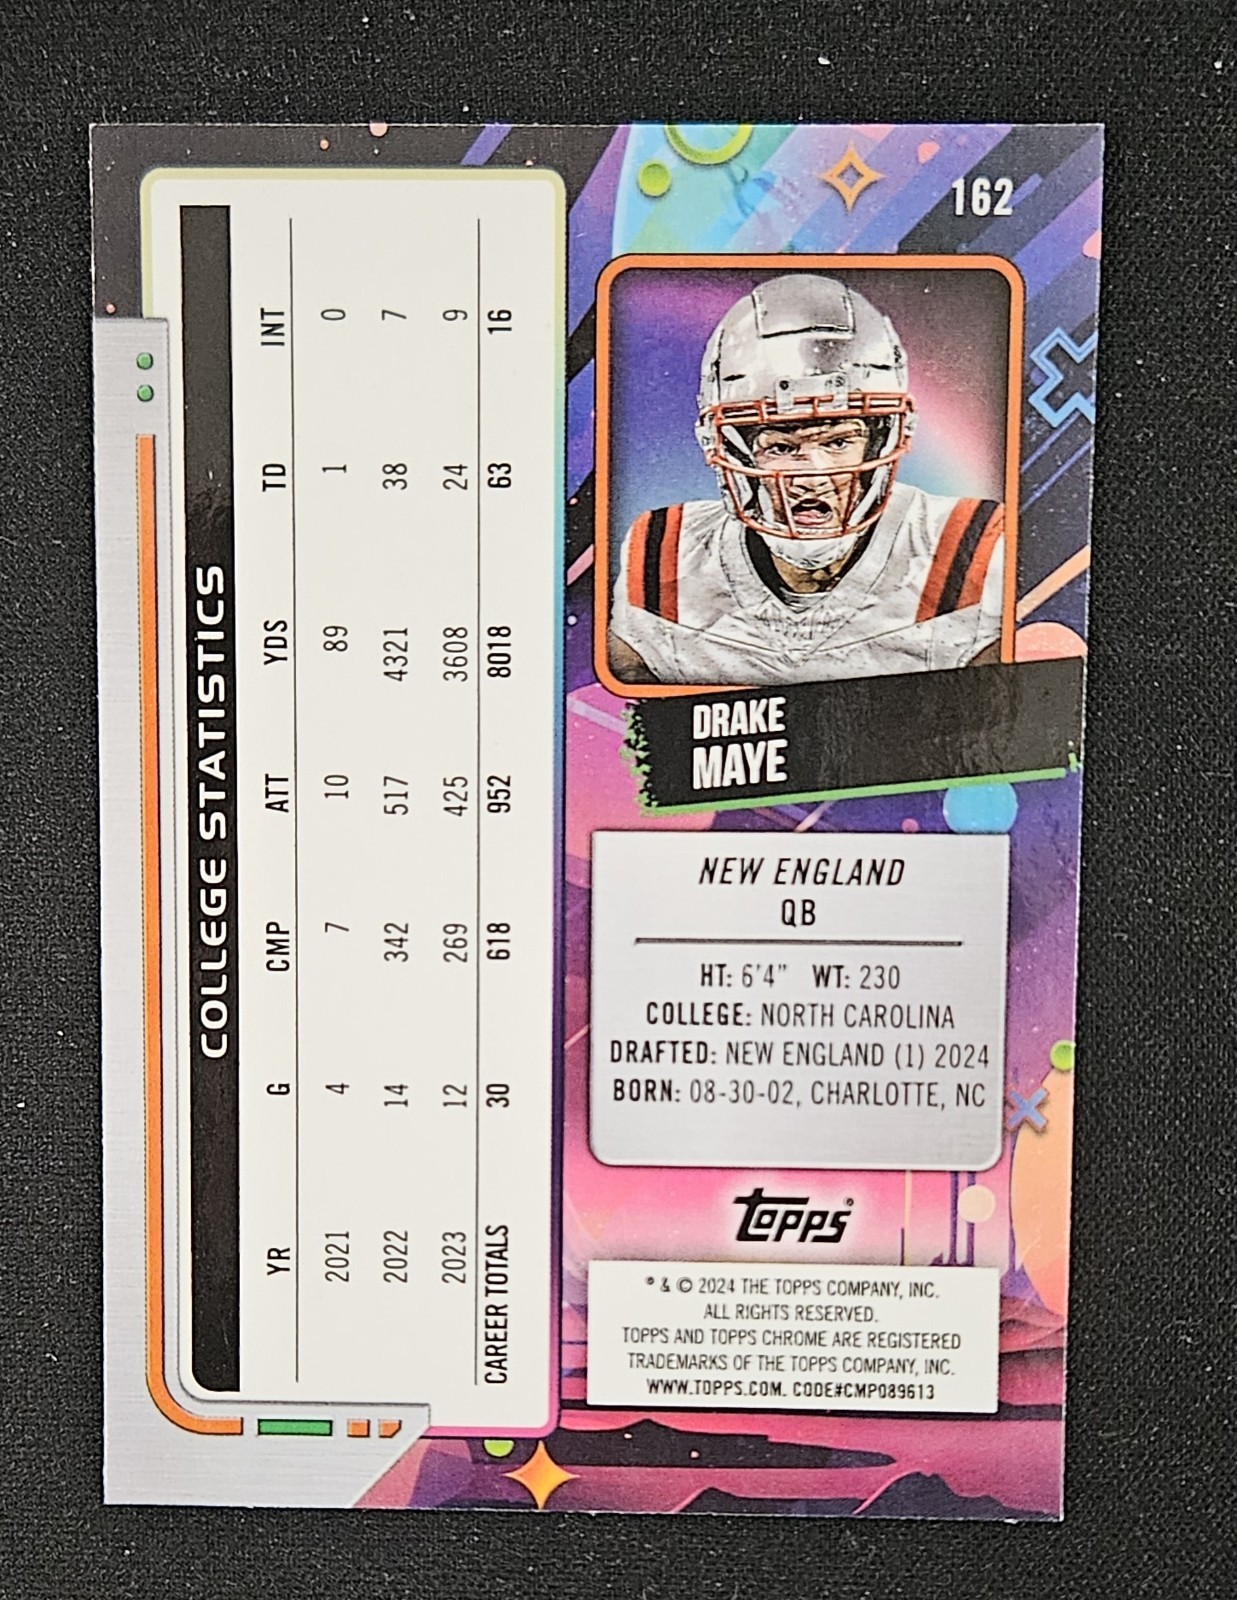 162
DRAKE
MAYE
NEW ENGLAND
QB
HT: 6'4" WT: 230
COLLEGE: NORTH CAROLINA
DRAFTED: NEW ENGLAND (1) 2024
BORN: 08-30-02, CHARLOTTE, NC
topps®
® & © 2024 THE TOPPS COMPANY, INC.
ALL RIGHTS RESERVED.
TOPPS AND TOPPS CHROME ARE REGISTERED
TRADEMARKS OF THE TOPPS COMPANY, INC.
WWW.TOPPS.COM. CODE#CMP089613
COLLEGE STATISTICS
YR G CMP ATT YDS TD INT
2021 4 7 10 89 1 0
2022 14 342 517 4321 38 7
2023 12 269 425 3608 24 9
CAREER TOTALS 30 618 952 8018 63 16